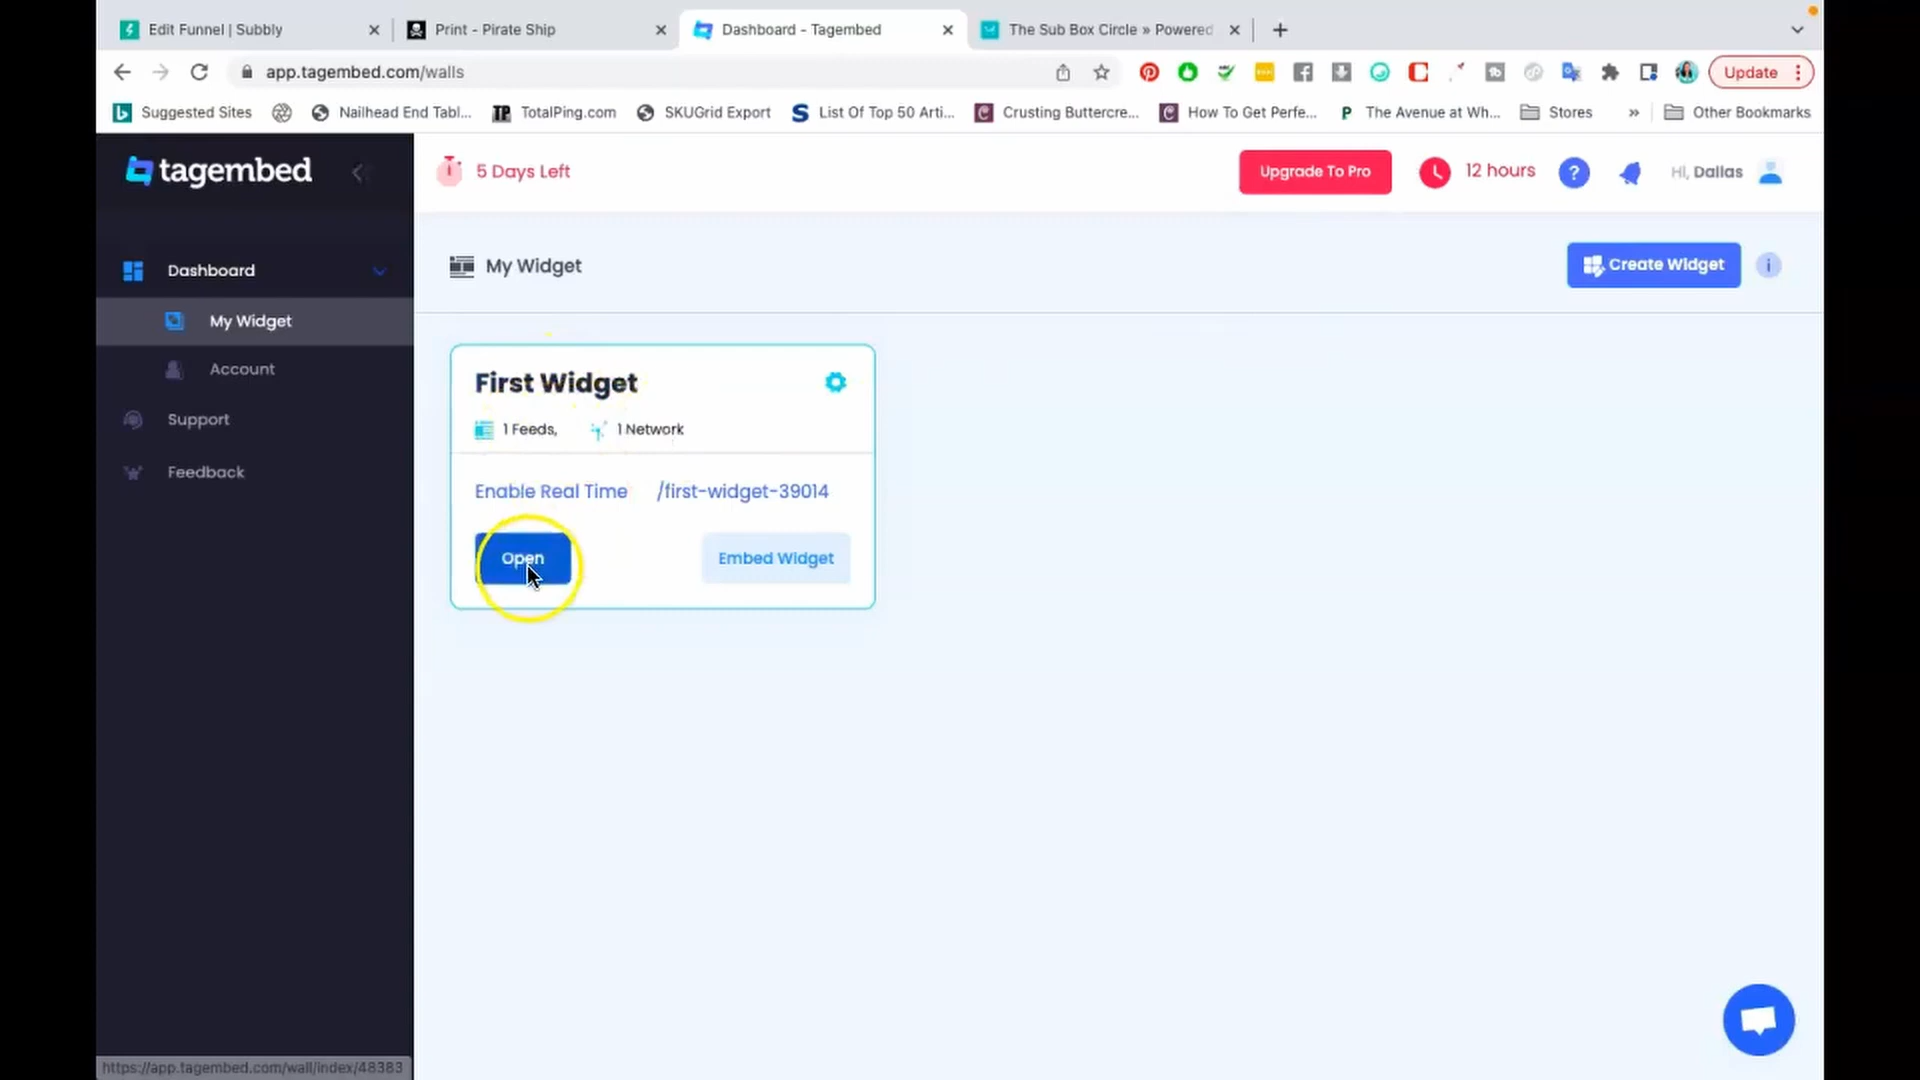 Edit Funnel | Subbly
Print - Pirate Ship
Dashboard - Tagembed
The Sub Box Circle » Powered
app.tagembed.com/walls
Update
Suggested Sites
Nailhead End Tabl...
TP TotalPing.com
SKUGrid Export
List Of Top 50 Arti...
Crusting Buttercre...
How To Get Perfe...
The Avenue at Wh...
Stores
»
Other Bookmarks
tagembed
5 Days Left
Upgrade To Pro
12 hours
?
Hi, Dallas
Dashboard
My Widget
Account
Support
Feedback
My Widget
Create Widget
i
First Widget
1 Feeds,
1 Network
Enable Real Time
/first-widget-39014
Open
Embed Widget
https://app.tagembed.com/wall/index/48383